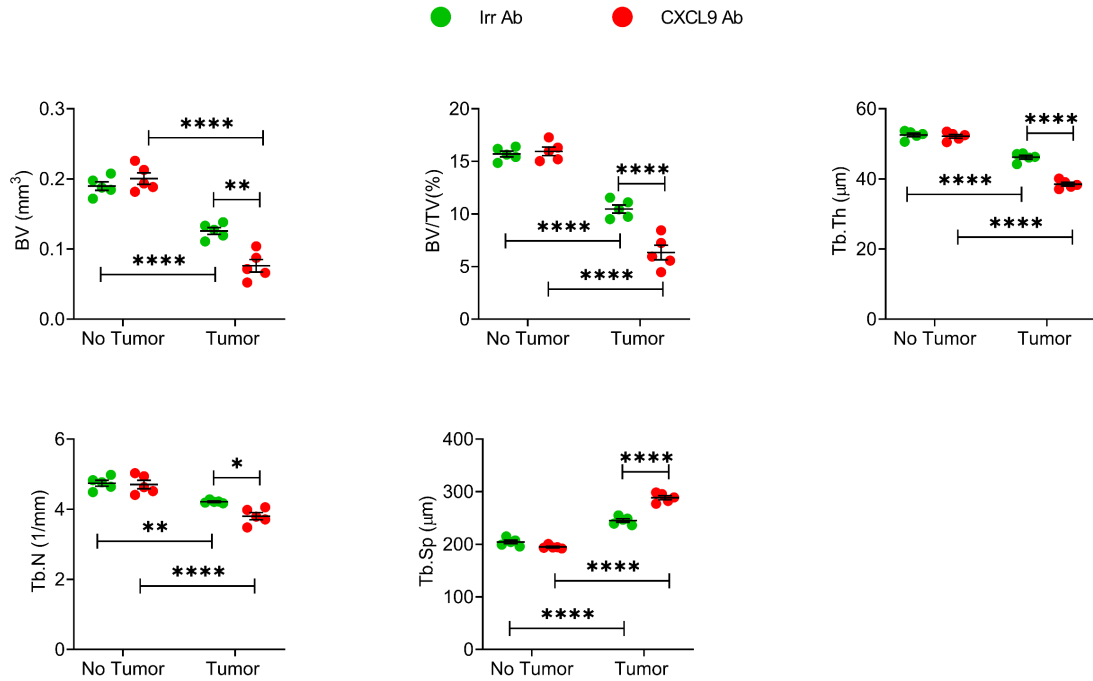 Irr Ab
CXCL9 Ab
BV (mm³)
0.3
0.2
0.1
0.0
****
**
****
No Tumor
Tumor
BV/TV(%)
20
15
10
5
0
****
****
****
No Tumor
Tumor
Tb.Th (μm)
60
40
20
0
****
****
****
No Tumor
Tumor
Tb.N (1/mm)
6
4
2
0
*
**
****
No Tumor
Tumor
Tb.Sp (μm)
400
300
200
100
0
****
****
****
No Tumor
Tumor